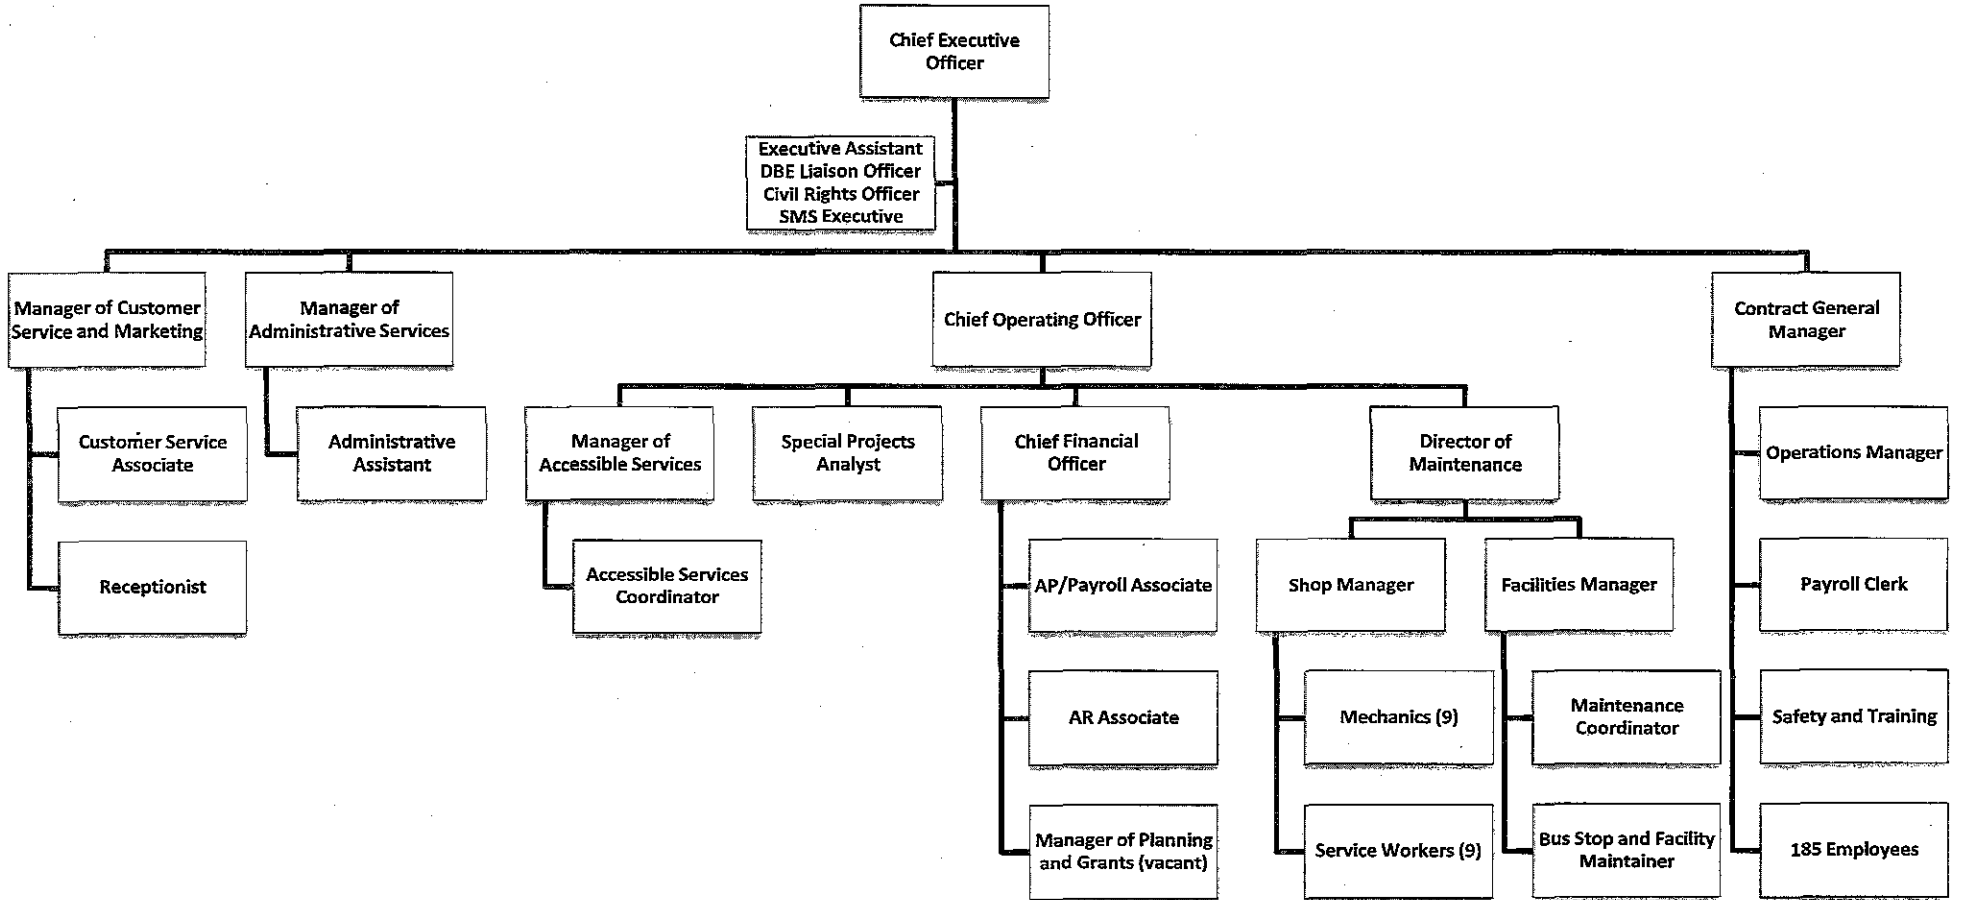 Chief Executive
Officer
Executive Assistant
DBE Liaison Officer
Civil Rights Officer
SMS Executive
Manager of Customer
Service and Marketing
Manager of
Administrative Services
Chief Operating Officer
Contract General
Manager
Customer Service
Associate
Administrative
Assistant
Manager of
Accessible Services
Special Projects
Analyst
Chief Financial
Officer
Director of
Maintenance
Operations Manager
Receptionist
Accessible Services
Coordinator
AP/Payroll Associate
Shop Manager
Facilities Manager
Payroll Clerk
AR Associate
Mechanics (9)
Maintenance
Coordinator
Safety and Training
Manager of Planning
and Grants (vacant)
Service Workers (9)
Bus Stop and Facility
Maintainer
185 Employees